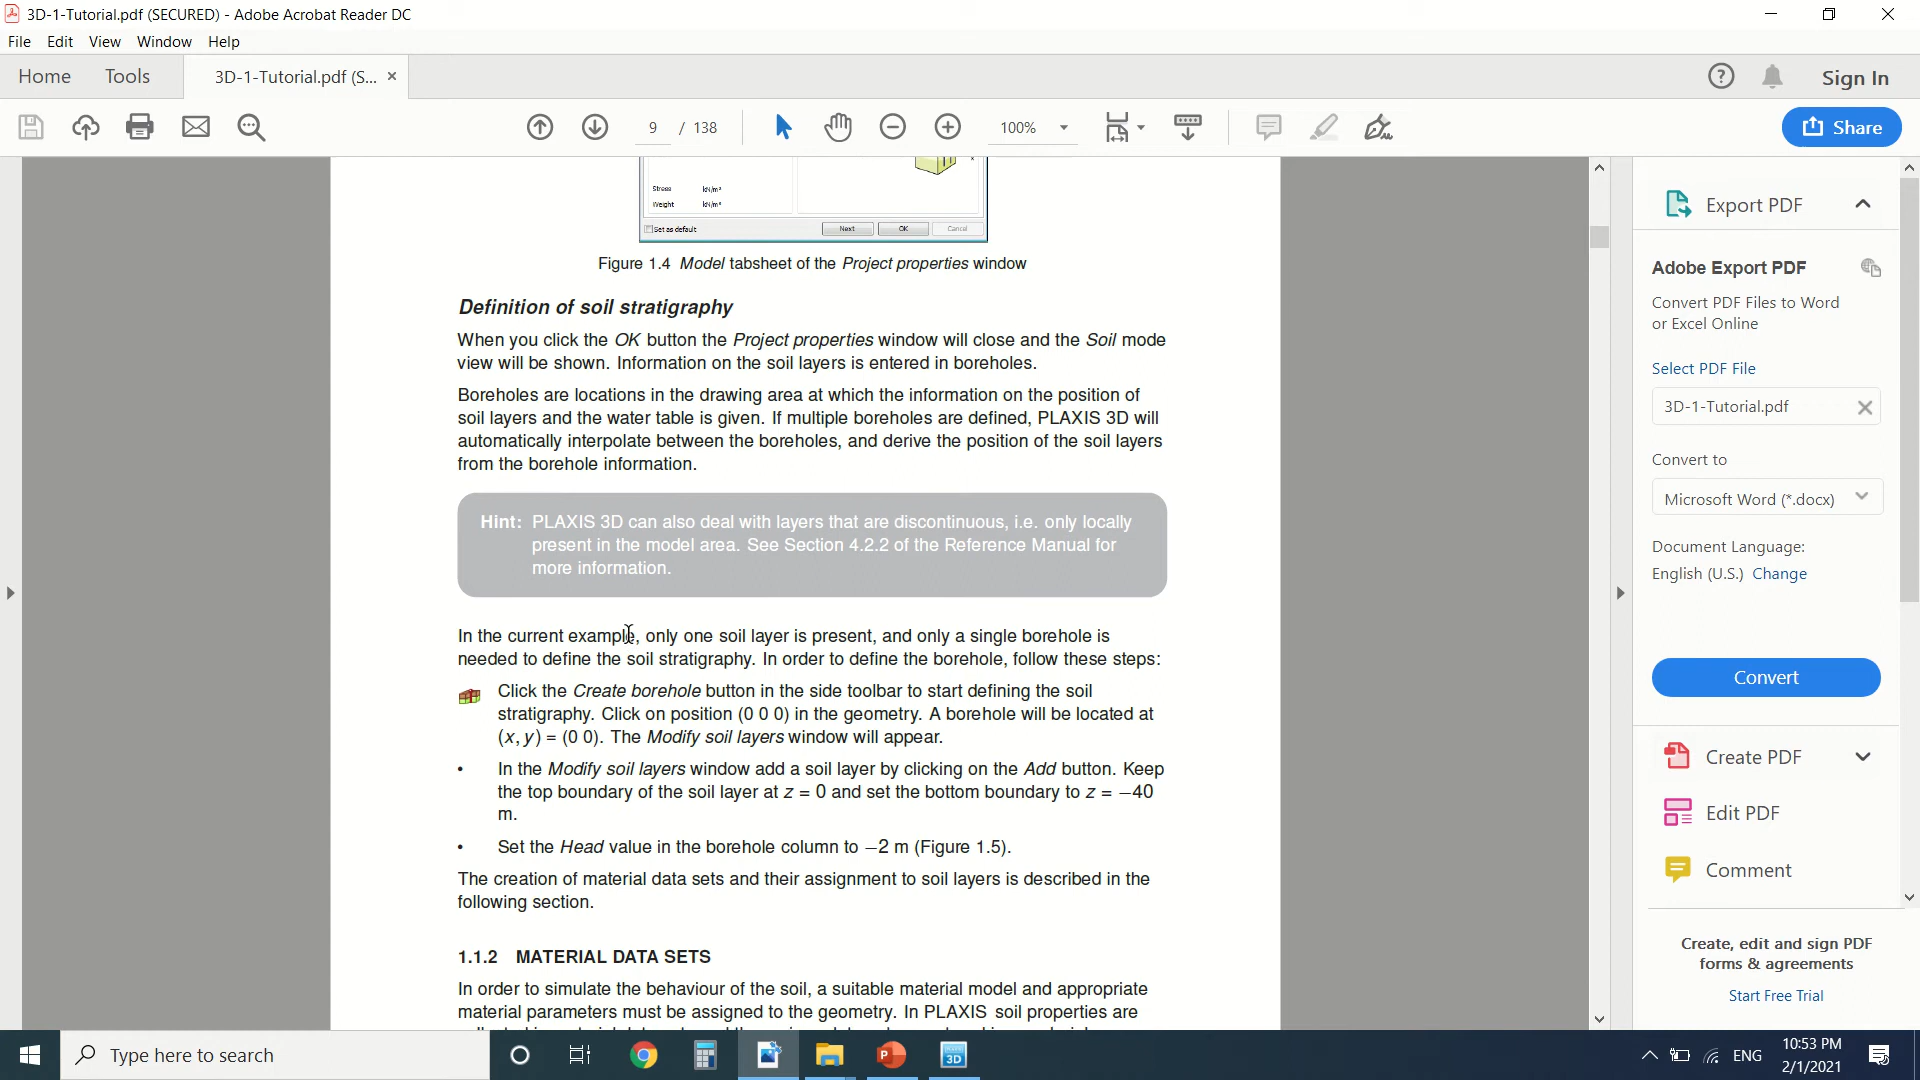 3D-1-Tutorial.pdf (SECURED) - Adobe Acrobat Reader DC
File Edit View Window Help
Home Tools 3D-1-Tutorial.pdf (S... ×
Sign In
9 / 138
100%
Share
Stress kN/m²
Weight kN/m³
Set as default Next OK Cancel
Figure 1.4 Model tabsheet of the Project properties window
Definition of soil stratigraphy
When you click the OK button the Project properties window will close and the Soil mode
view will be shown. Information on the soil layers is entered in boreholes.
Boreholes are locations in the drawing area at which the information on the position of
soil layers and the water table is given. If multiple boreholes are defined, PLAXIS 3D will
automatically interpolate between the boreholes, and derive the position of the soil layers
from the borehole information.
Hint: PLAXIS 3D can also deal with layers that are discontinuous, i.e. only locally
present in the model area. See Section 4.2.2 of the Reference Manual for
more information.
In the current example, only one soil layer is present, and only a single borehole is
needed to define the soil stratigraphy. In order to define the borehole, follow these steps:
Click the Create borehole button in the side toolbar to start defining the soil
stratigraphy. Click on position (0 0 0) in the geometry. A borehole will be located at
(x, y) = (0 0). The Modify soil layers window will appear.
• In the Modify soil layers window add a soil layer by clicking on the Add button. Keep
the top boundary of the soil layer at z = 0 and set the bottom boundary to z = −40
m.
• Set the Head value in the borehole column to −2 m (Figure 1.5).
The creation of material data sets and their assignment to soil layers is described in the
following section.
1.1.2 MATERIAL DATA SETS
In order to simulate the behaviour of the soil, a suitable material model and appropriate
material parameters must be assigned to the geometry. In PLAXIS soil properties are
Export PDF
Adobe Export PDF
Convert PDF Files to Word
or Excel Online
Select PDF File
3D-1-Tutorial.pdf
Convert to
Microsoft Word (*.docx)
Document Language:
English (U.S.) Change
Convert
Create PDF
Edit PDF
Comment
Create, edit and sign PDF
forms & agreements
Start Free Trial
Type here to search
3D
ENG
10:53 PM
2/1/2021